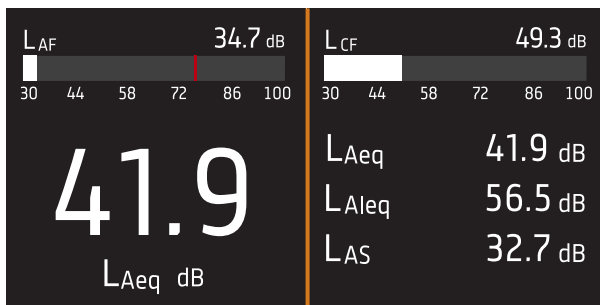 LAF 34.7 dB
30 44 58 72 86 100
41.9
LAeq dB
LCF 49.3 dB
30 44 58 72 86 100
LAeq 41.9 dB
LAIeq 56.5 dB
LAS 32.7 dB